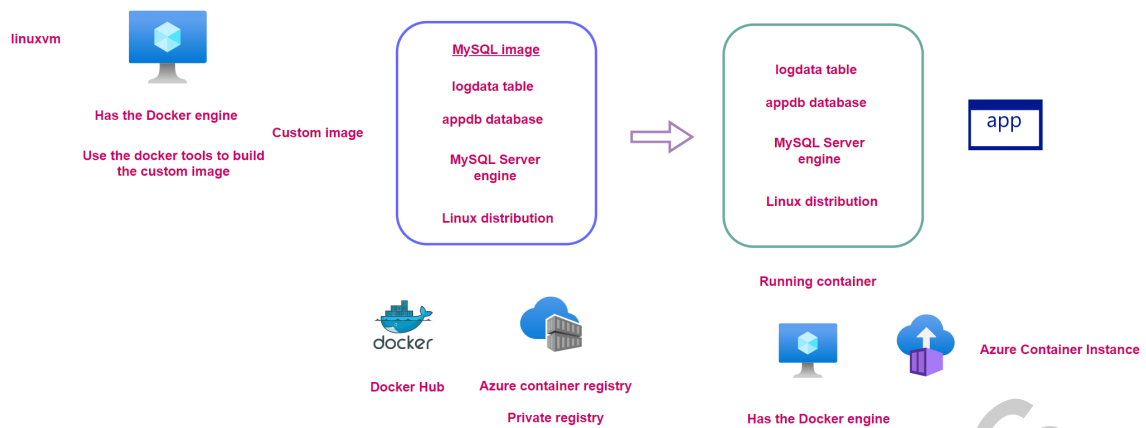 linuxvm
Has the Docker engine
Use the docker tools to build
the custom image
Custom image
MySQL image
logdata table
appdb database
MySQL Server
engine
Linux distribution
logdata table
appdb database
MySQL Server
engine
Linux distribution
app
Running container
docker
Docker Hub
Azure container registry
Private registry
Has the Docker engine
Azure Container Instance